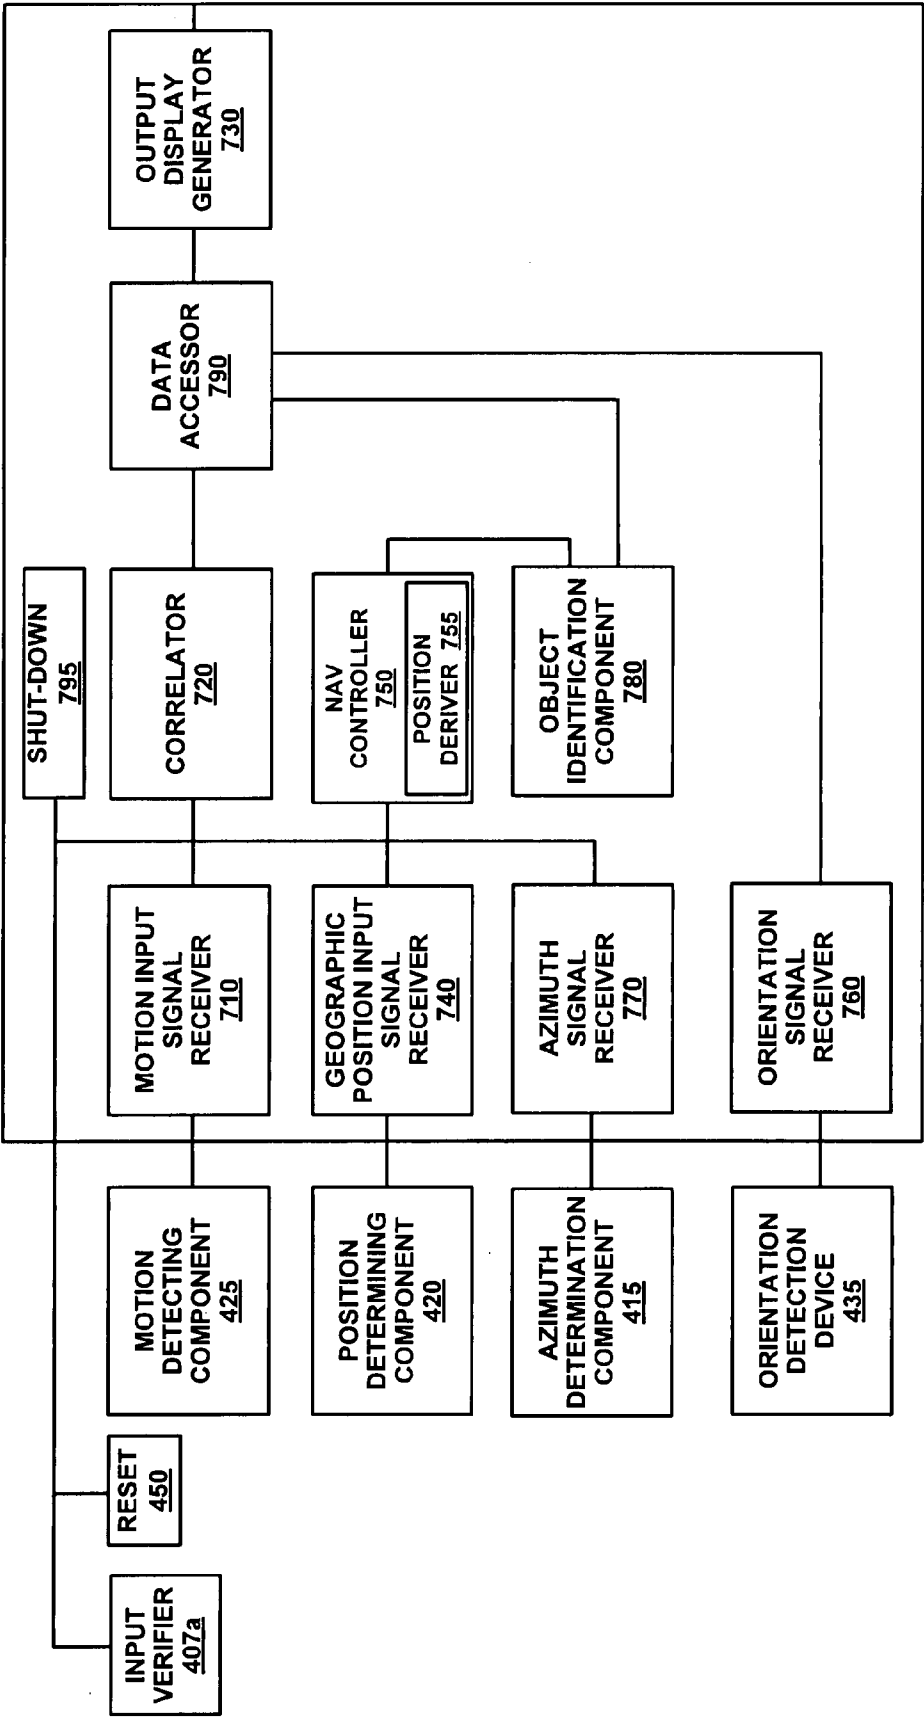 INPUT
VERIFIER
407a
RESET
450
MOTION
DETECTING
COMPONENT
425
POSITION
DETERMINING
COMPONENT
420
AZIMUTH
DETERMINATION
COMPONENT
415
ORIENTATION
DETECTION
DEVICE
435
MOTION INPUT
SIGNAL
RECEIVER
710
GEOGRAPHIC
POSITION INPUT
SIGNAL
RECEIVER
740
AZIMUTH
SIGNAL
RECEIVER
770
ORIENTATION
SIGNAL
RECEIVER
760
SHUT-DOWN
795
CORRELATOR
720
NAV
CONTROLLER
750
POSITION
DERIVER 755
OBJECT
IDENTIFICATION
COMPONENT
780
DATA
ACCESSOR
790
OUTPUT
DISPLAY
GENERATOR
730